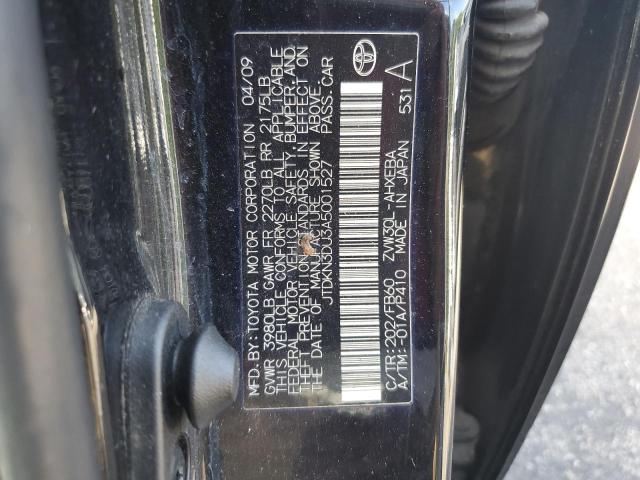 MFD. BY: TOYOTA MOTOR CORPORATION 04/09
GVWR 3980LB GAWR FR 2270LB RR 2175LB
THIS VEHICLE CONFORMS TO ALL APPLICABLE
FEDERAL MOTOR VEHICLE SAFETY, BUMPER, AND
THEFT PREVENTION STANDARDS IN EFFECT ON
THE DATE OF MANUFACTURE SHOWN ABOVE.
JTDKN3DU3A5001527 PASS. CAR
C/TR: 202/FB60 ZVW30L-AHXEBA
A/TM: -01A/P410 MADE IN JAPAN 531 A